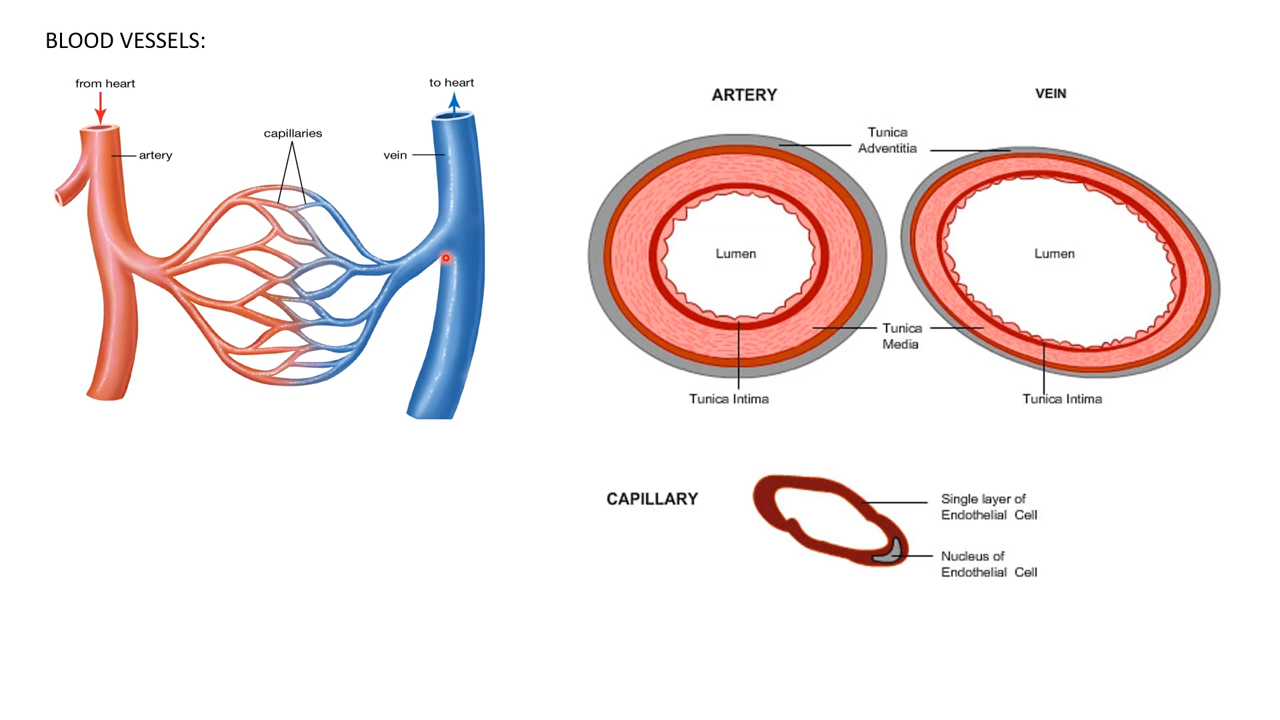 BLOOD VESSELS:
from heart
to heart
capillaries
artery
vein
ARTERY
VEIN
Tunica
Adventitia
Lumen
Lumen
Tunica
Media
Tunica Intima
Tunica Intima
CAPILLARY
Single layer of
Endothelial Cell
Nucleus of
Endothelial Cell